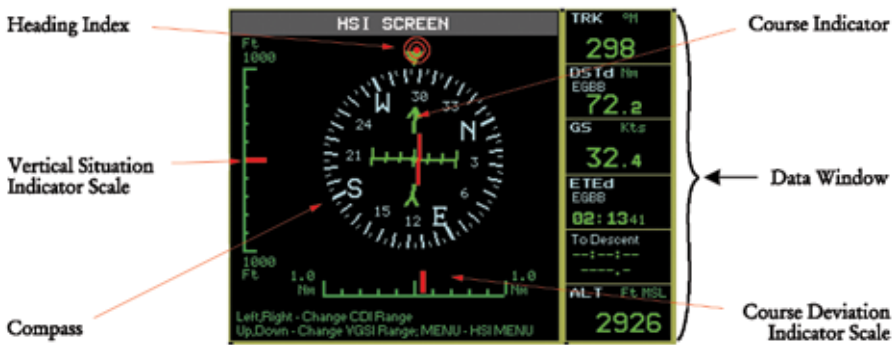 Heading Index
Vertical Situation
Indicator Scale
Compass
HSI SCREEN
Ft
1000
1000
Ft
30
33
N
3
6
E
12
15
S
21
24
W
1.0
Nm
1.0
Nm
Left,Right - Change CDI Range
Up,Down - Change VGSI Range; MENU - HSI MENU
TRK °M
298
DSTd Nm
EGBB
72.2
GS Kts
32.4
ETEd
EGBB
02:1341
To Descent
--:--:--
----.-
ALT Ft MSL
2926
Course Indicator
Data Window
Course Deviation
Indicator Scale